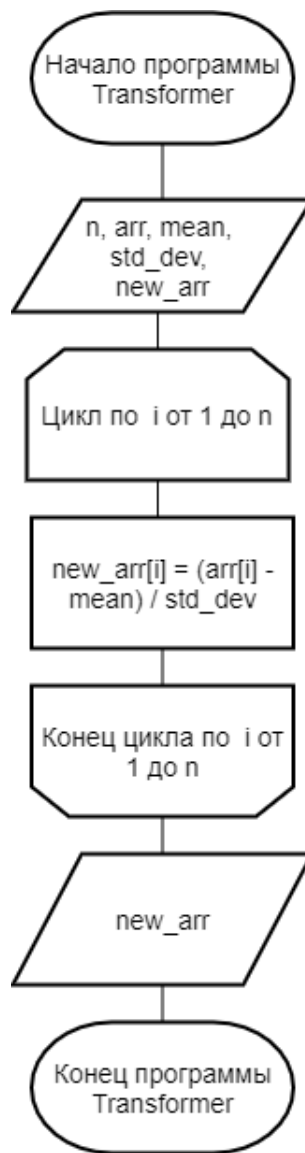 Начало программы
Transformer
n, arr, mean,
std_dev,
new_arr
Цикл по i от 1 до n
new_arr[i] = (arr[i] -
mean) / std_dev
Конец цикла по i от
1 до n
new_arr
Конец программы
Transformer